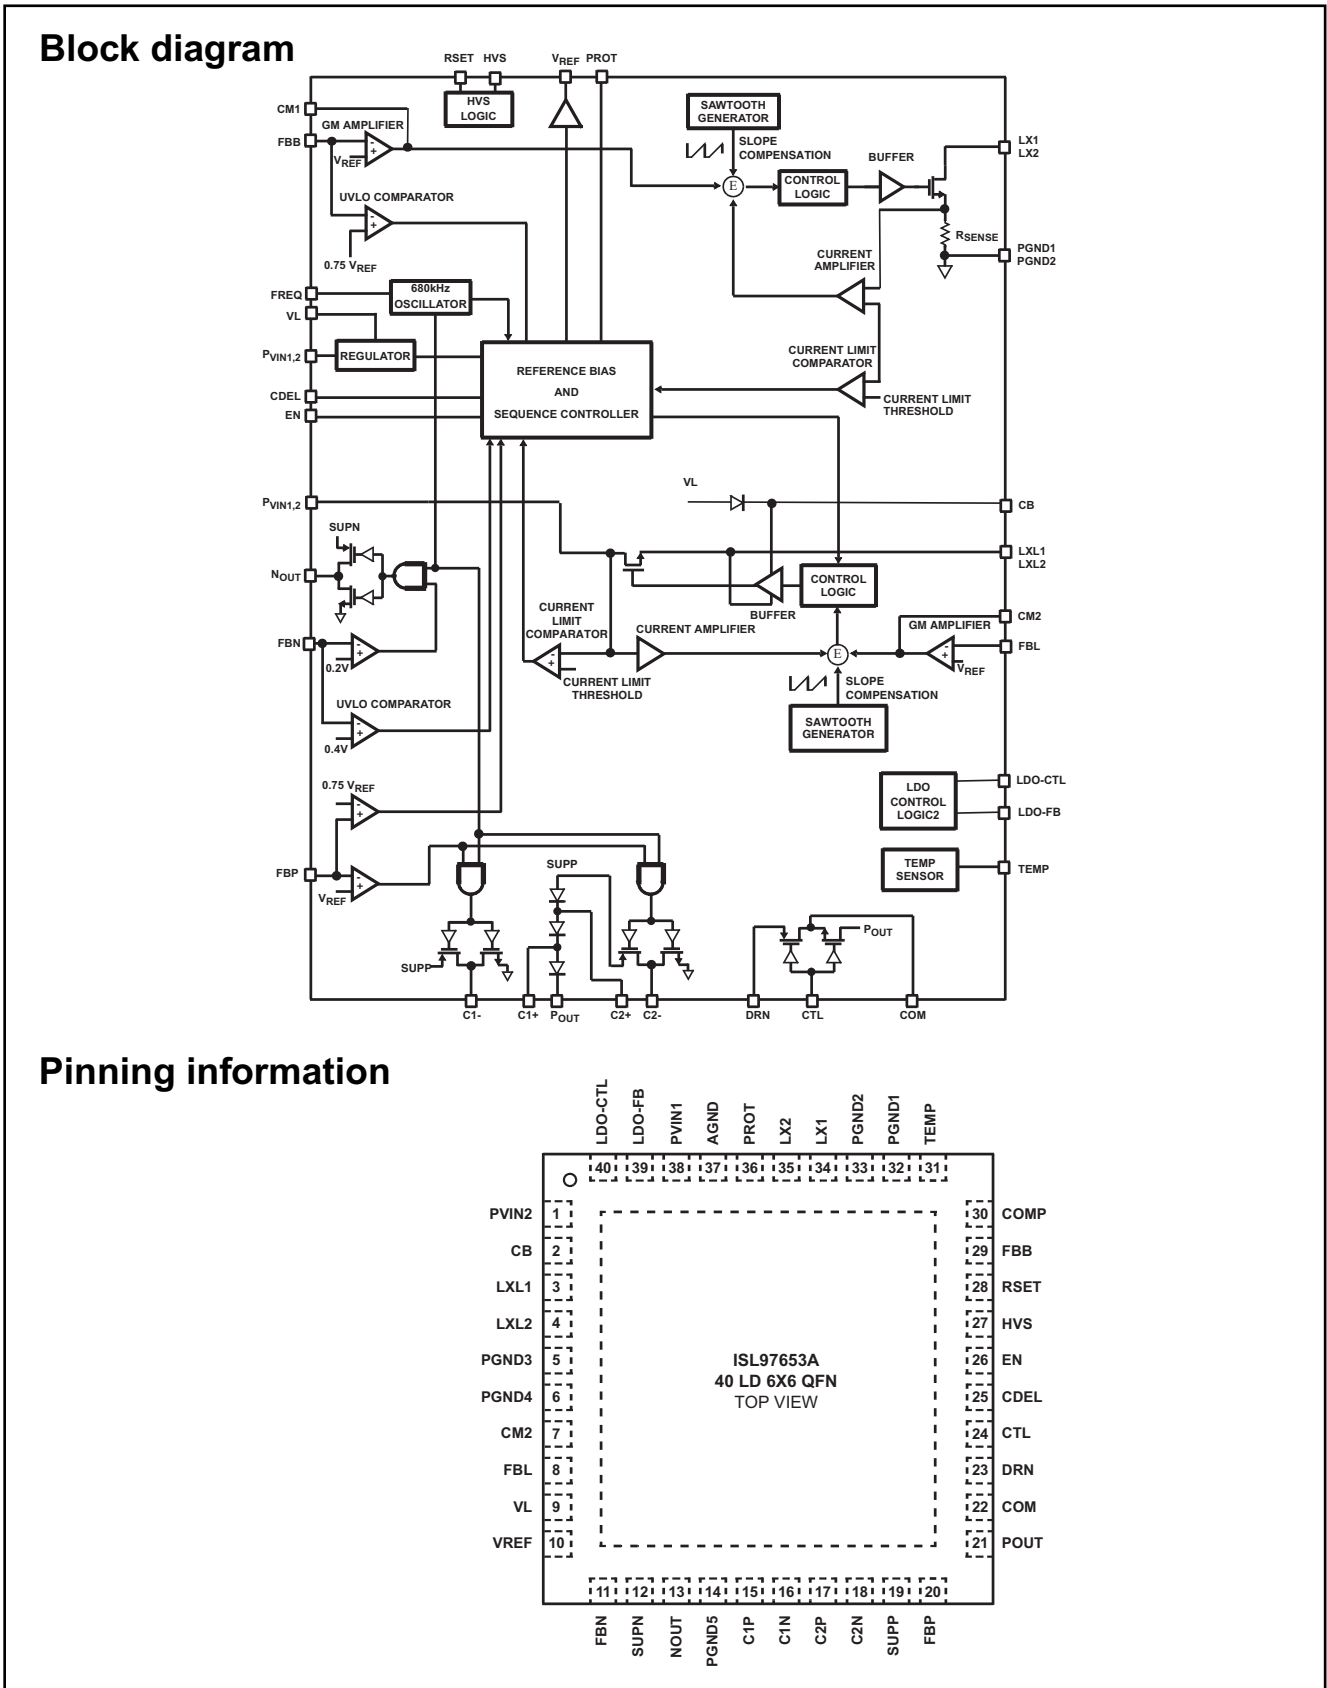 Block diagram
RSET HVS VREF PROT
CM1
HVS
LOGIC
SAWTOOTH
GENERATOR
GM AMPLIFIER
FBB
-
+
VREF
SLOPE
COMPENSATION
BUFFER
LX1
LX2
E
CONTROL
LOGIC
UVLO COMPARATOR
-
+
0.75 VREF
RSENSE
PGND1
PGND2
CURRENT
AMPLIFIER
FREQ
680kHz
OSCILLATOR
VL
PVIN1,2
REGULATOR
REFERENCE BIAS
AND
SEQUENCE CONTROLLER
CURRENT LIMIT
COMPARATOR
CURRENT LIMIT
THRESHOLD
CDEL
EN
PVIN1,2
VL
CB
SUPN
LXL1
LXL2
NOUT
CONTROL
LOGIC
BUFFER
CURRENT
LIMIT
COMPARATOR
CURRENT AMPLIFIER
GM AMPLIFIER
CM2
FBN
-
+
0.2V
-
+
E
-
+
VREF
FBL
CURRENT LIMIT
THRESHOLD
SLOPE
COMPENSATION
UVLO COMPARATOR
-
+
0.4V
SAWTOOTH
GENERATOR
0.75 VREF
-
+
LDO
CONTROL
LOGIC2
LDO-CTL
LDO-FB
FBP
-
+
VREF
SUPP
TEMP
SENSOR
TEMP
POUT
SUPP
C1- C1+ POUT C2+ C2- DRN CTL COM
Pinning information
LDO-CTL
LDO-FB
PVIN1
AGND
PROT
LX2
LX1
PGND2
PGND1
TEMP
40 39 38 37 36 35 34 33 32 31
PVIN2 1 30 COMP
CB 2 29 FBB
LXL1 3 28 RSET
LXL2 4 27 HVS
PGND3 5 26 EN
PGND4 6 25 CDEL
CM2 7 24 CTL
FBL 8 23 DRN
VL 9 22 COM
VREF 10 21 POUT
ISL97653A
40 LD 6X6 QFN
TOP VIEW
11 12 13 14 15 16 17 18 19 20
FBN
SUPN
NOUT
PGND5
C1P
C1N
C2P
C2N
SUPP
FBP